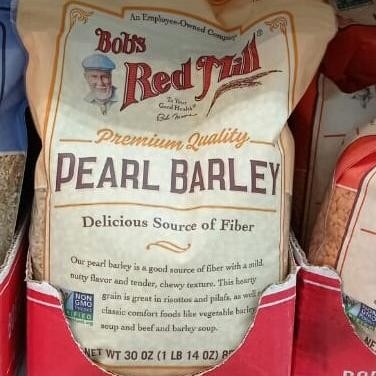 An Employee-Owned Company
Bob's
Red Mill®
To Your
Good Health
Bob Moore
Premium Quality
PEARL BARLEY
Delicious Source of Fiber
Our pearl barley is a good source of fiber with a mild,
nutty flavor and tender, chewy texture. This hearty
grain is great in risottos and pilafs, as well
classic comfort foods like vegetable barley
soup and beef and barley soup.
NON
GMO
NET WT 30 OZ (1 LB 14 OZ)